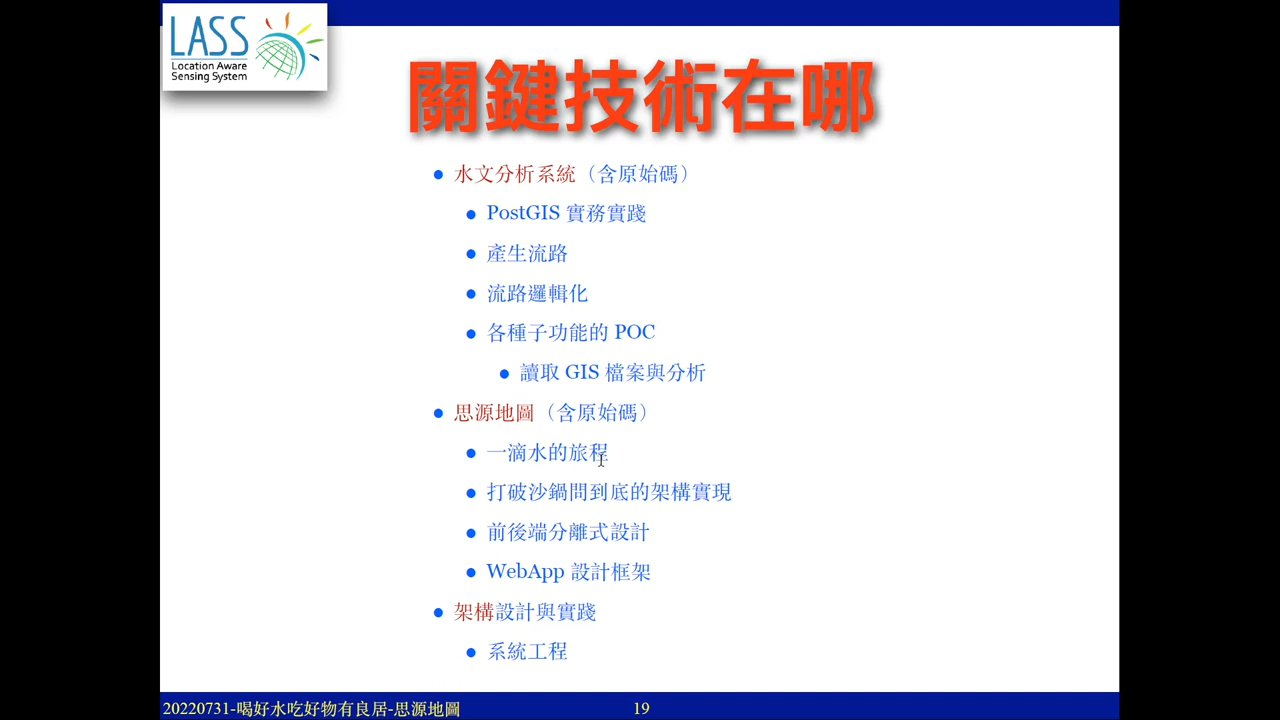 LASS
Location Aware
Sensing System
關鍵技術在哪
水文分析系統（含原始碼）
PostGIS 實務實踐
產生流路
流路邏輯化
各種子功能的 POC
讀取 GIS 檔案與分析
思源地圖（含原始碼）
一滴水的旅程
打破沙鍋問到底的架構實現
前後端分離式設計
WebApp 設計框架
架構設計與實踐
系統工程
20220731-喝好水吃好物有良居-思源地圖
19